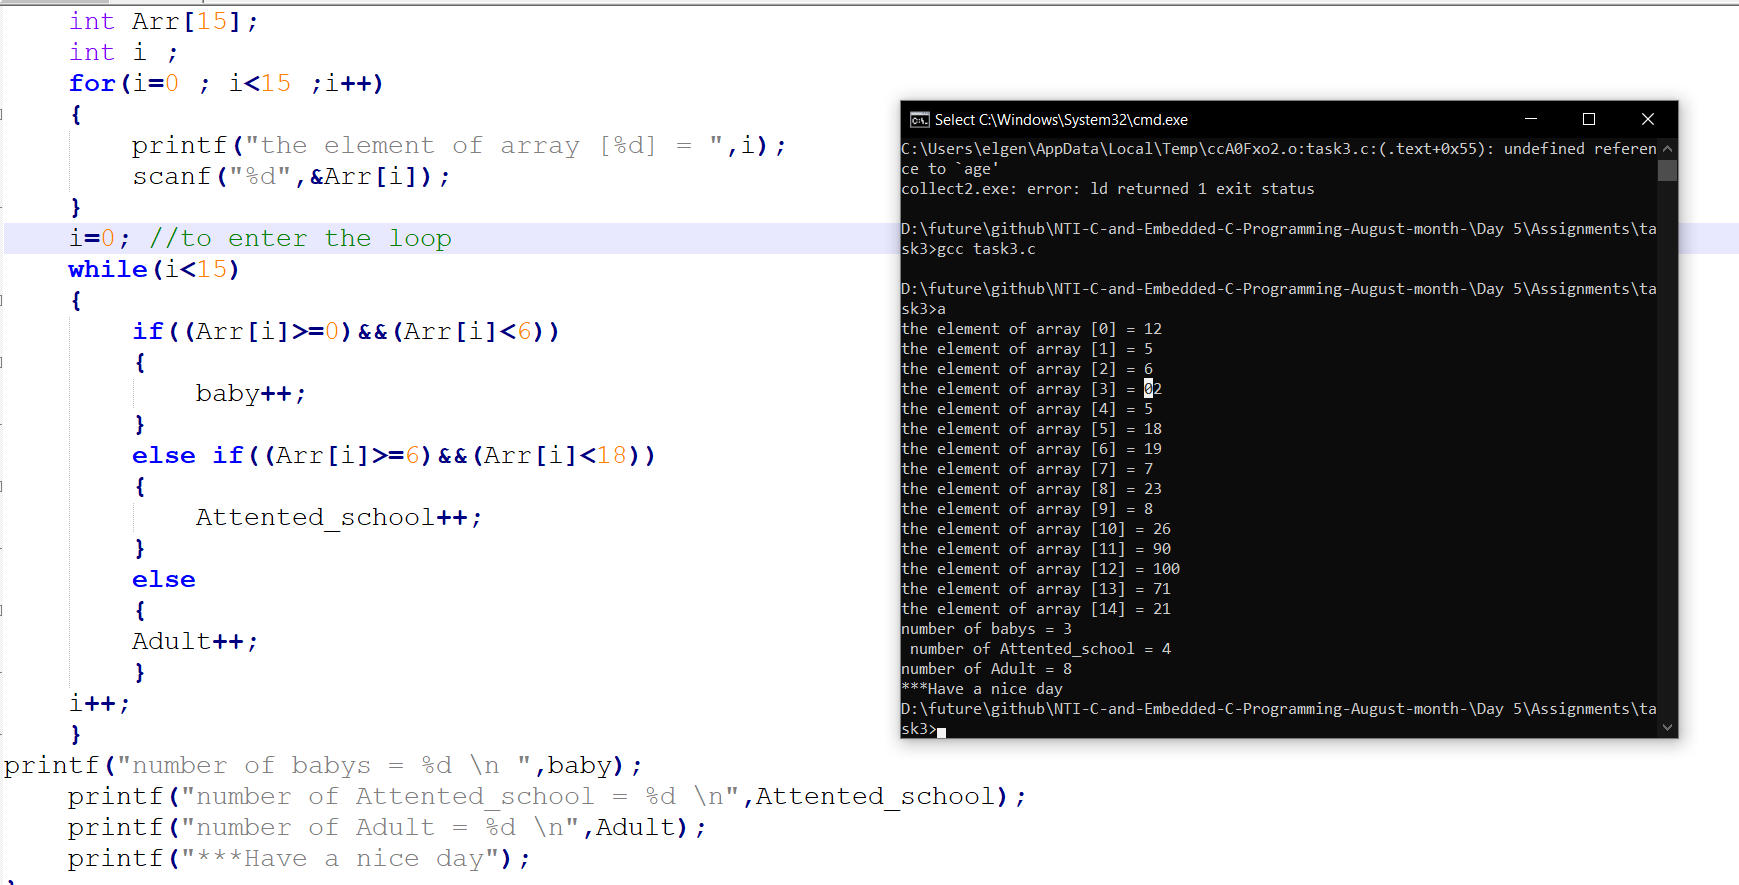 int Arr[15];
int i ;
for(i=0 ; i<15 ;i++)
{
printf("the element of array [%d] = ",i);
scanf("%d",&Arr[i]);
}
i=0; //to enter the loop
while(i<15)
{
if((Arr[i]>=0)&&(Arr[i]<6))
{
baby++;
}
else if((Arr[i]>=6)&&(Arr[i]<18))
{
Attented_school++;
}
else
{
Adult++;
}
i++;
}
printf("number of babys = %d \n ",baby);
printf("number of Attented_school = %d \n",Attented_school);
printf("number of Adult = %d \n",Adult);
printf("***Have a nice day");
Select C:\Windows\System32\cmd.exe
C:\Users\elgen\AppData\Local\Temp\ccA0Fxo2.o:task3.c:(.text+0x55): undefined referen
ce to `age'
collect2.exe: error: ld returned 1 exit status
D:\future\github\NTI-C-and-Embedded-C-Programming-August-month-\Day 5\Assignments\ta
sk3>gcc task3.c
D:\future\github\NTI-C-and-Embedded-C-Programming-August-month-\Day 5\Assignments\ta
sk3>a
the element of array [0] = 12
the element of array [1] = 5
the element of array [2] = 6
the element of array [3] = 02
the element of array [4] = 5
the element of array [5] = 18
the element of array [6] = 19
the element of array [7] = 7
the element of array [8] = 23
the element of array [9] = 8
the element of array [10] = 26
the element of array [11] = 90
the element of array [12] = 100
the element of array [13] = 71
the element of array [14] = 21
number of babys = 3
number of Attented_school = 4
number of Adult = 8
***Have a nice day
D:\future\github\NTI-C-and-Embedded-C-Programming-August-month-\Day 5\Assignments\ta
sk3>